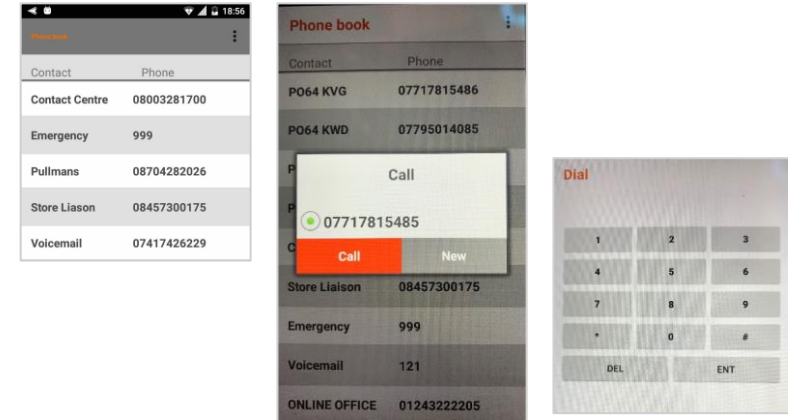 18:56
Phone book
Contact Phone
Contact Centre 08003281700
Emergency 999
Pullmans 08704282026
Store Liason 08457300175
Voicemail 07417426229
Phone book
Contact Phone
PO64 KVG 07717815486
PO64 KWD 07795014085
P
P
C
Call
07717815485
Call New
Store Liaison 08457300175
Emergency 999
Voicemail 121
ONLINE OFFICE 01243222205
Dial
1 2 3
4 5 6
7 8 9
* 0 #
DEL ENT